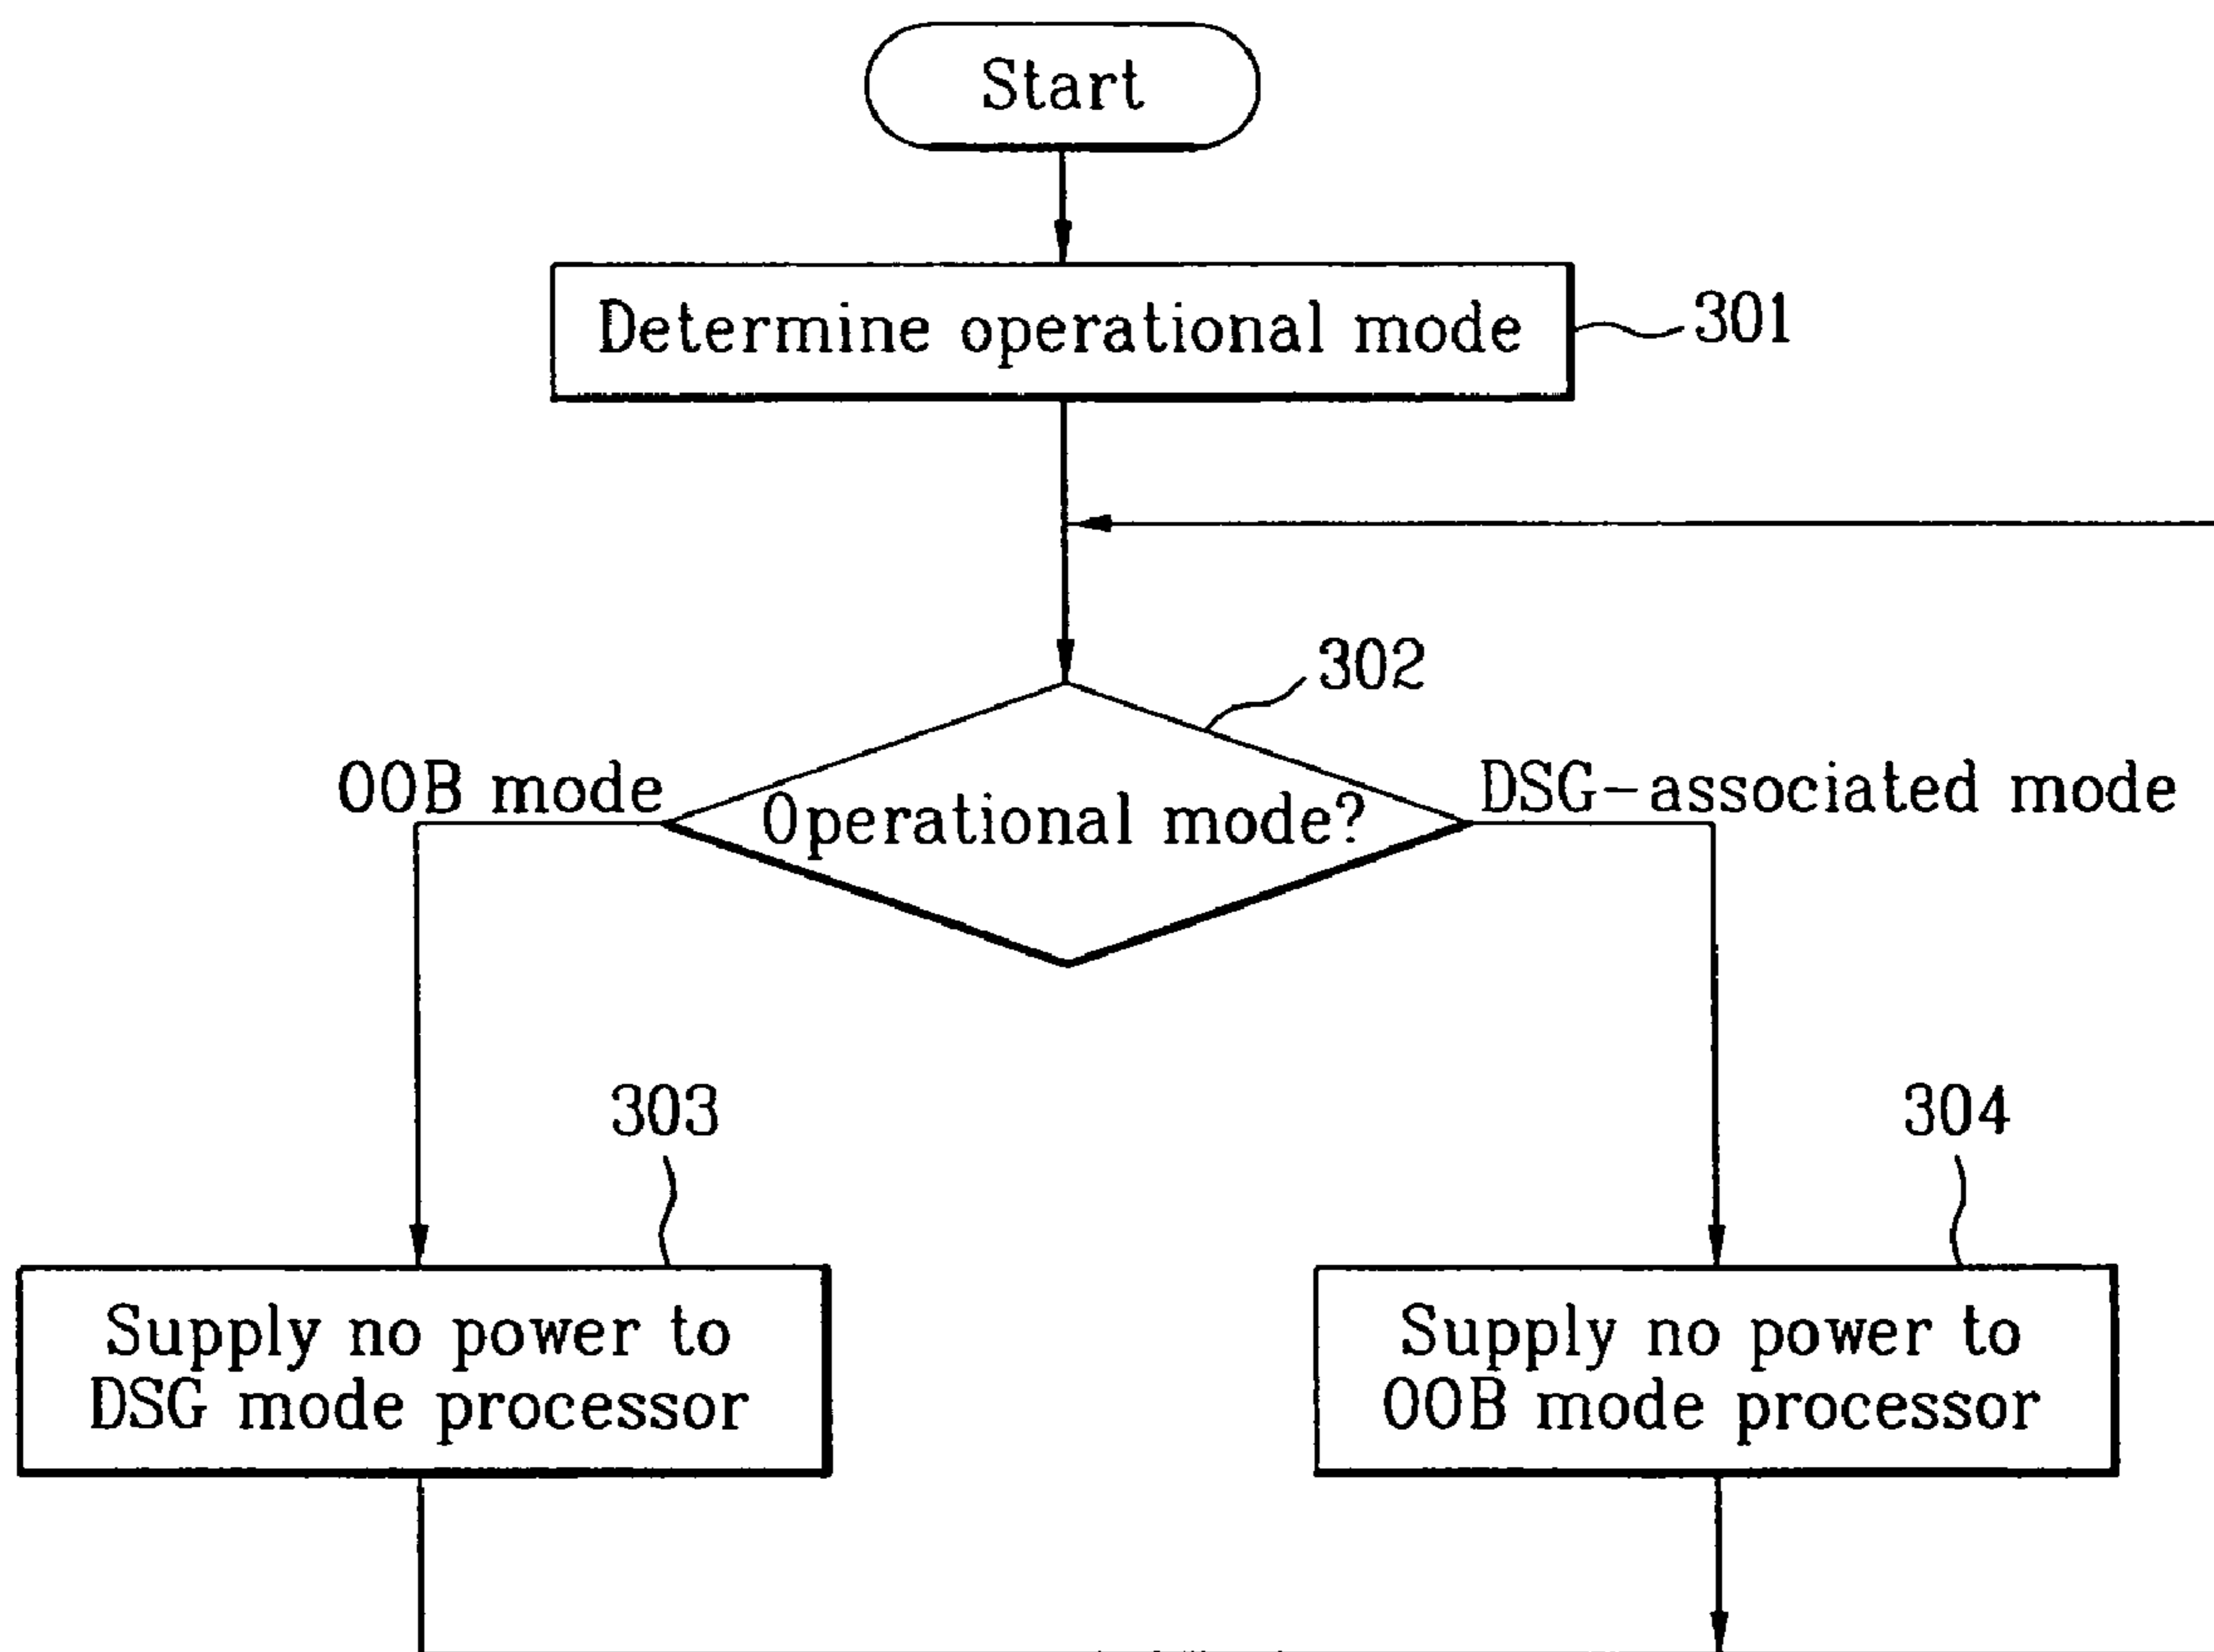 Start
Determine operational mode
301
302
OOB mode
Operational mode?
DSG-associated mode
303
304
Supply no power to
DSG mode processor
Supply no power to
OOB mode processor